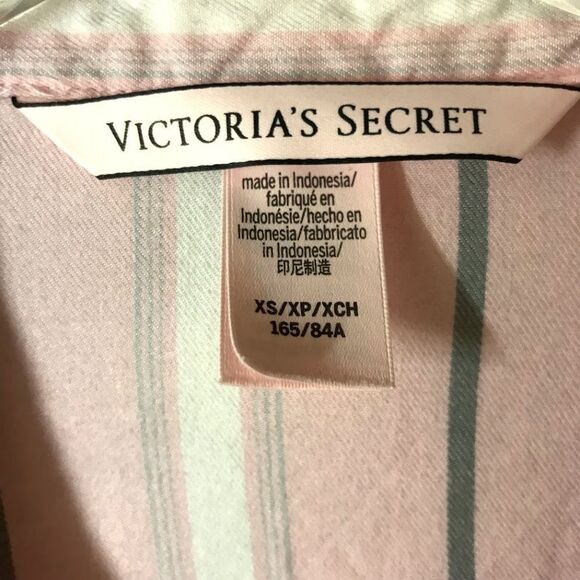 VICTORIA'S SECRET
made in Indonesia/
fabriqué en
Indonésie/hecho en
Indonesia/fabbricato
in Indonesia/
印尼制造
XS/XP/XCH
165/84A